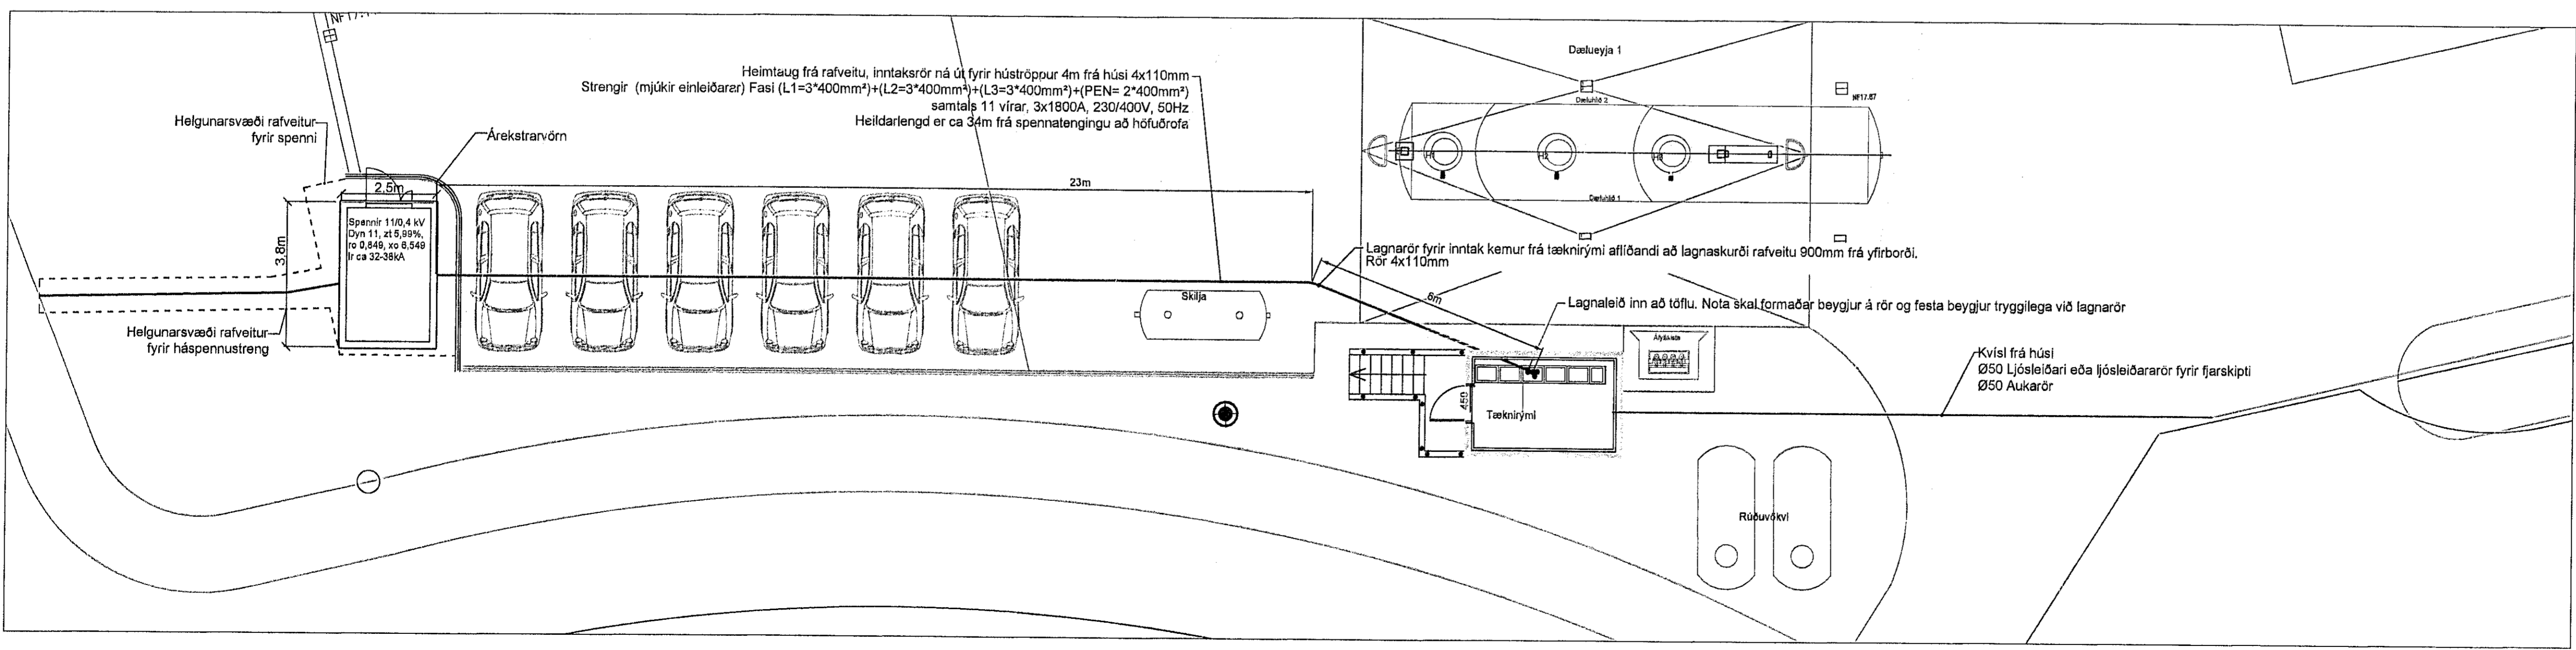 Heimtaug frá rafveitu, inntaksrör ná út fyrir húströppur 4m frá húsi 4x110mm
Strengir (mjúkir einleiðarar) Fasi (L1=3*400mm²)+(L2=3*400mm²)+(L3=3*400mm²)+(PEN= 2*400mm²)
samtals 11 vírar, 3x1800A, 230/400V, 50Hz
Heildarlengd er ca 34m frá spennatengingu að höfuðrofa
Helgunarsvæði rafveitur
fyrir spenni
Árekstrarvörn
2,5m
3,8m
Spennir 11/0,4 kV
Dyn 11, zt 5,99%,
ro 0,849, xo 6,549
Ir ca 32-36kA
Helgunarsvæði rafveitur
fyrir háspennustreng
23m
Skilja
Dælueyja 1
Dæluhlið 2
H1
H2
H3
Dæluhlið 1
NF17.67
Lagnarör fyrir inntak kemur frá tæknirými aflíðandi að lagnaskurði rafveitu 900mm frá yfirborði.
Rör 4x110mm
6m
Lagnaleið inn að töflu. Nota skal formaðar beygjur á rör og festa beygjur tryggilega við lagnarör
450
Tæknirými
Kvísl frá húsi
Ø50 Ljósleiðari eða ljósleiðararör fyrir fjarskipti
Ø50 Aukarör
Rúðuvökvi